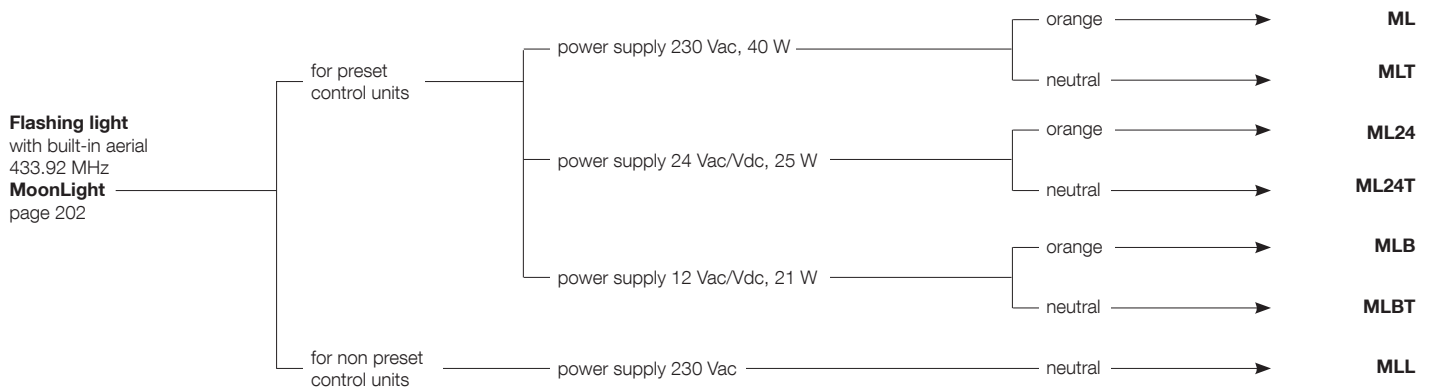 Flashing light
with built-in aerial
433.92 MHz
MoonLight
page 202
for preset
control units
power supply 230 Vac, 40 W
orange
ML
neutral
MLT
power supply 24 Vac/Vdc, 25 W
orange
ML24
neutral
ML24T
power supply 12 Vac/Vdc, 21 W
orange
MLB
neutral
MLBT
for non preset
control units
power supply 230 Vac
neutral
MLL